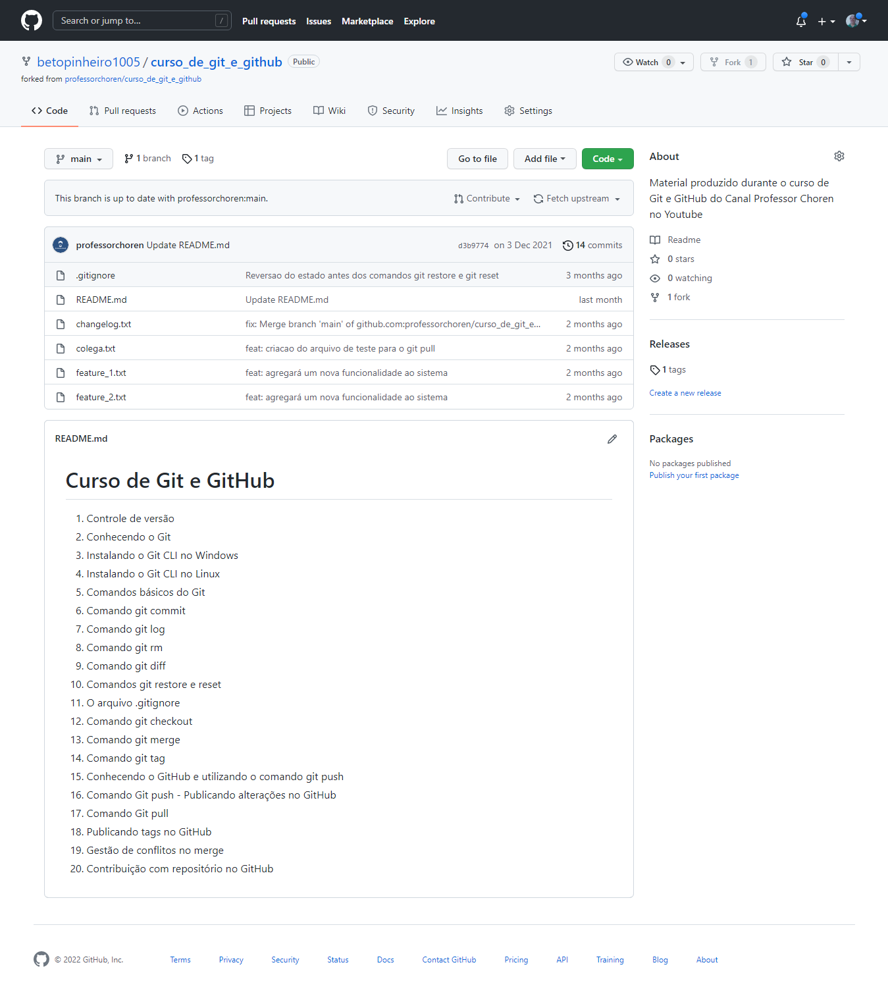 Search or jump to... /
Pull requests Issues Marketplace Explore
betopinheiro1005 / curso_de_git_e_github Public
Watch 0 Fork 1 Star 0
forked from professorchoren/curso_de_git_e_github
Code Pull requests Actions Projects Wiki Security Insights Settings
main 1 branch 1 tag Go to file Add file Code
This branch is up to date with professorchoren:main. Contribute Fetch upstream
professorchoren Update README.md d3b9774 on 3 Dec 2021 14 commits
.gitignore Reversao do estado antes dos comandos git restore e git reset 3 months ago
README.md Update README.md last month
changelog.txt fix: Merge branch 'main' of github.com:professorchoren/curso_de_git_e... 2 months ago
colega.txt feat: criacao do arquivo de teste para o git pull 2 months ago
feature_1.txt feat: agregará um nova funcionalidade ao sistema 2 months ago
feature_2.txt feat: agregará um nova funcionalidade ao sistema 2 months ago
README.md
Curso de Git e GitHub
1. Controle de versão
2. Conhecendo o Git
3. Instalando o Git CLI no Windows
4. Instalando o Git CLI no Linux
5. Comandos básicos do Git
6. Comando git commit
7. Comando git log
8. Comando git rm
9. Comando git diff
10. Comandos git restore e reset
11. O arquivo .gitignore
12. Comando git checkout
13. Comando git merge
14. Comando git tag
15. Conhecendo o GitHub e utilizando o comando git push
16. Comando Git push - Publicando alterações no GitHub
17. Comando Git pull
18. Publicando tags no GitHub
19. Gestão de conflitos no merge
20. Contribuição com repositório no GitHub
About
Material produzido durante o curso de
Git e GitHub do Canal Professor Choren
no Youtube
Readme
0 stars
0 watching
1 fork
Releases
1 tags
Create a new release
Packages
No packages published
Publish your first package
© 2022 GitHub, Inc. Terms Privacy Security Status Docs Contact GitHub Pricing API Training Blog About